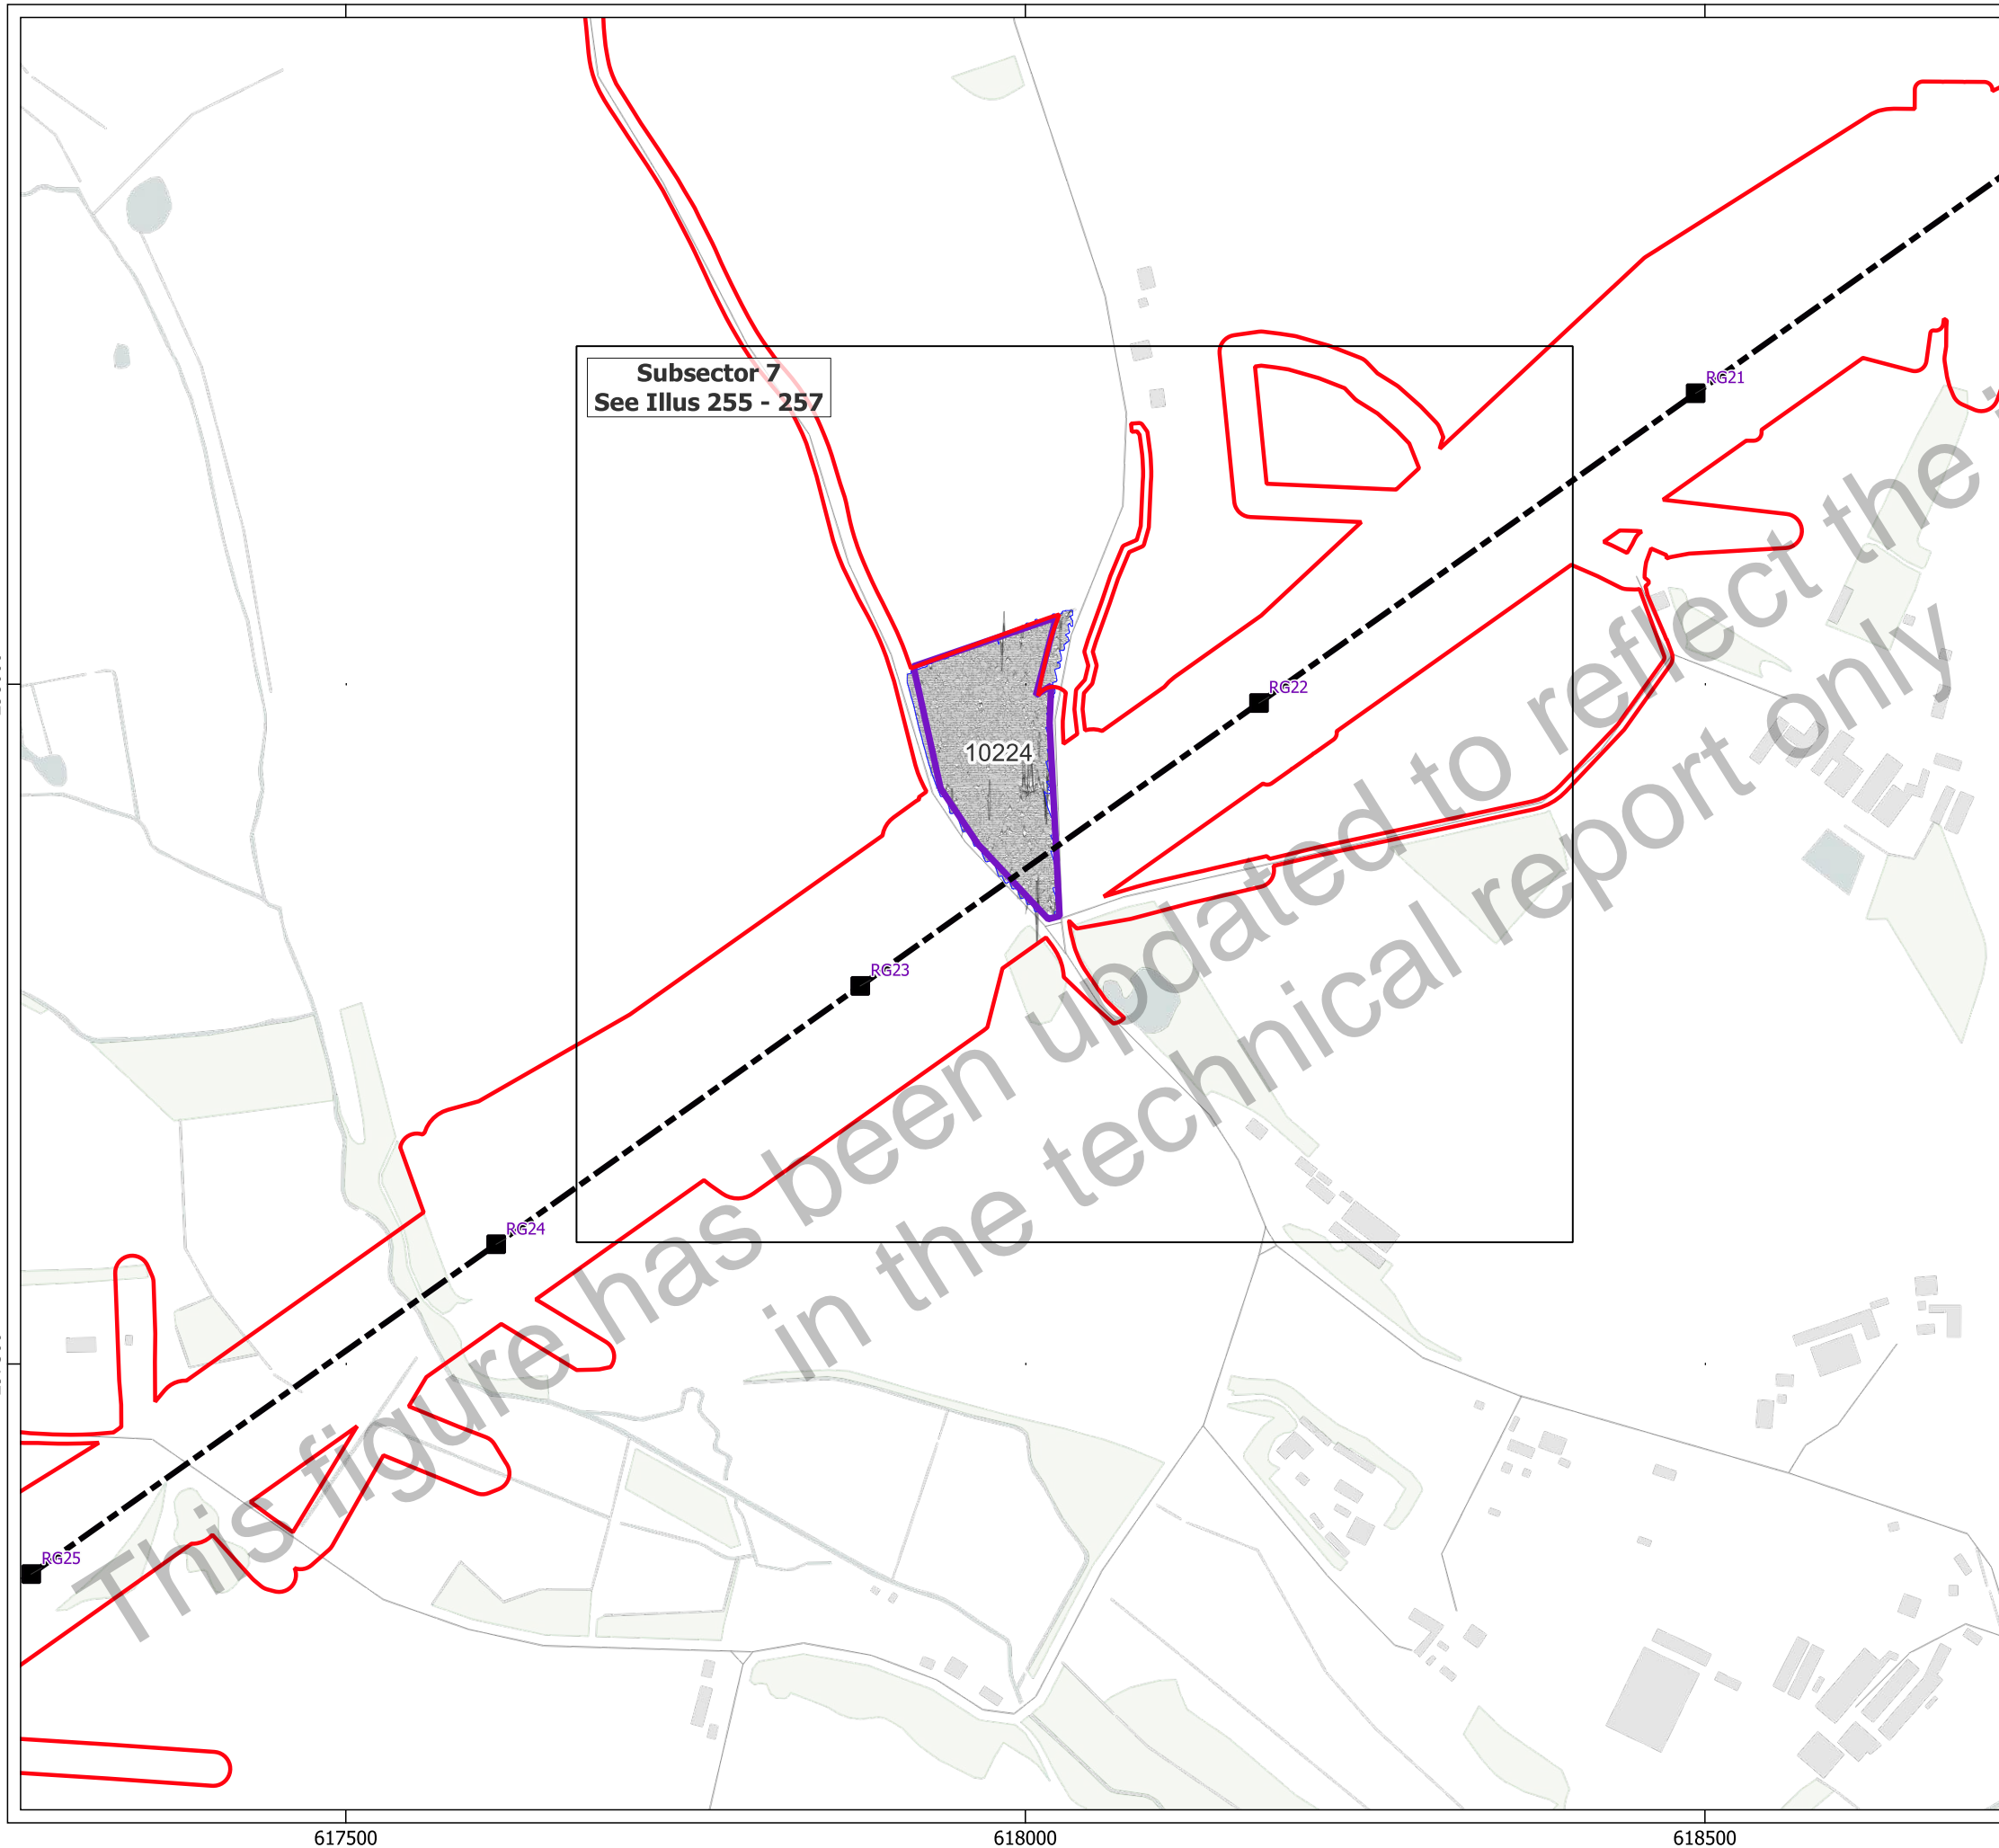 Subsector 7
See Illus 255 - 257
RG21
RG22
10224
RG23
RG24
RG25
This figure has been updated to reflect the
in the technical report only
617500
618000
618500